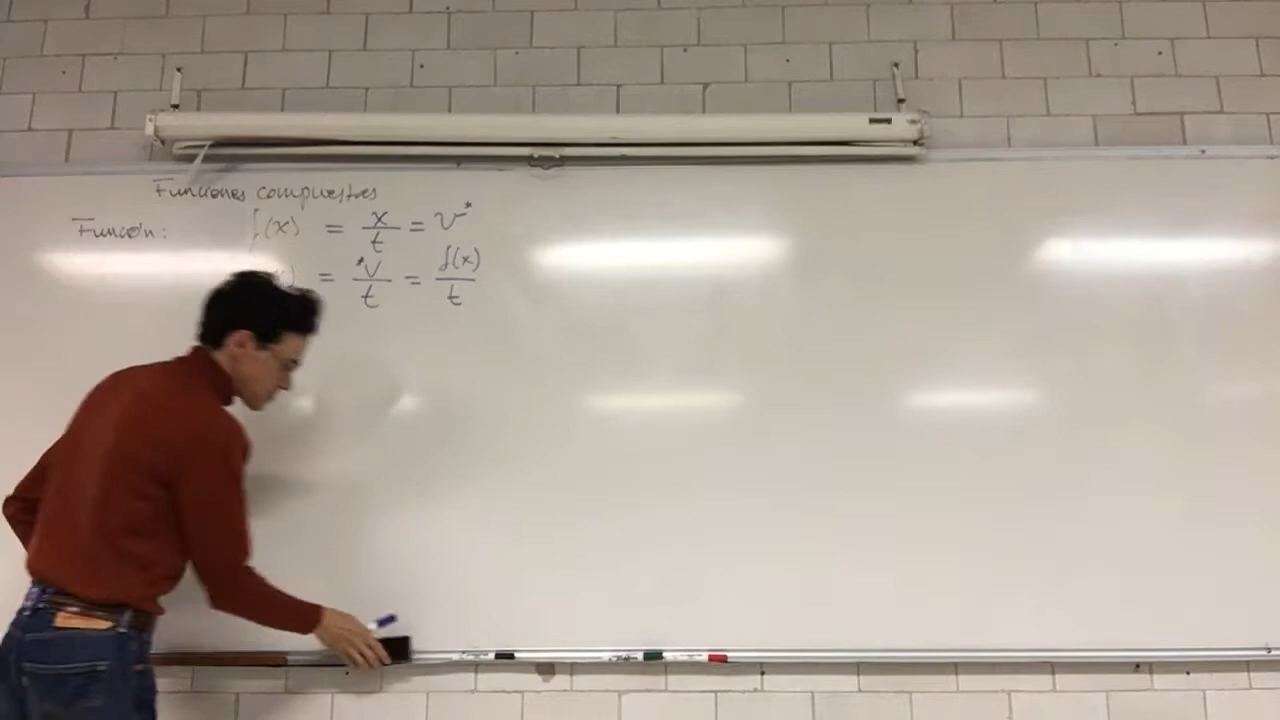 Funciones compuestas
Función: f(x) = x/t = v*
= *v/t = f(x)/t